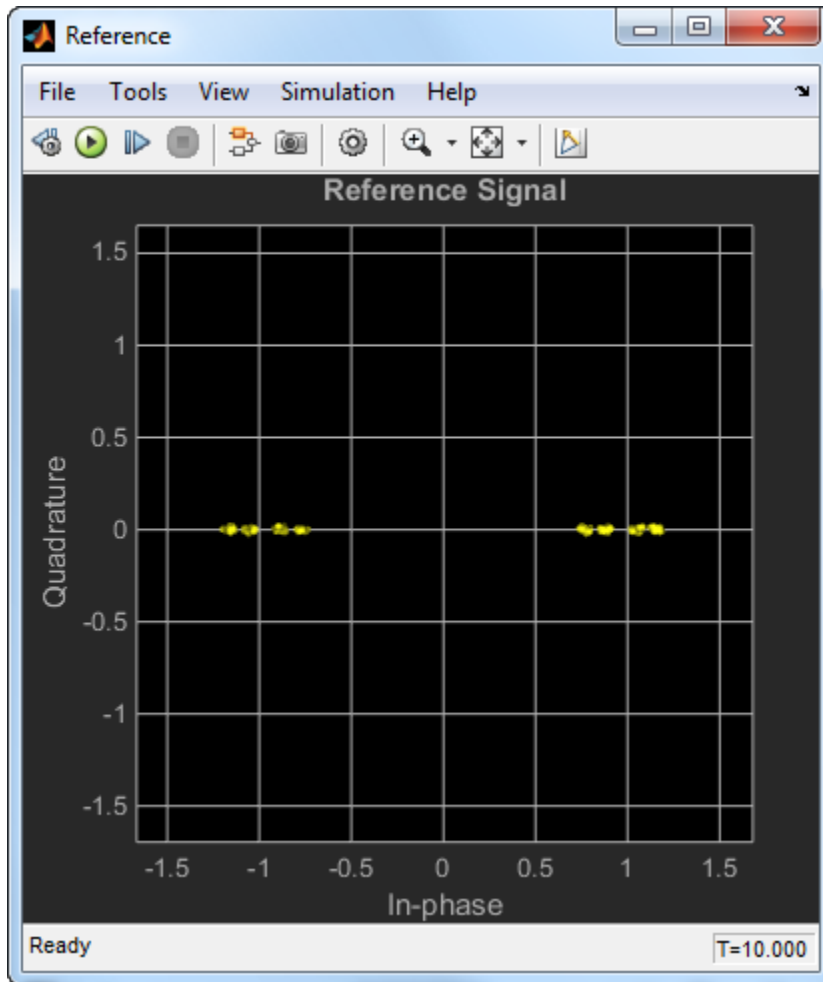 Reference
File Tools View Simulation Help
Reference Signal
1.5
1
0.5
0
-0.5
-1
-1.5
Quadrature
-1.5 -1 -0.5 0 0.5 1 1.5
In-phase
Ready T=10.000